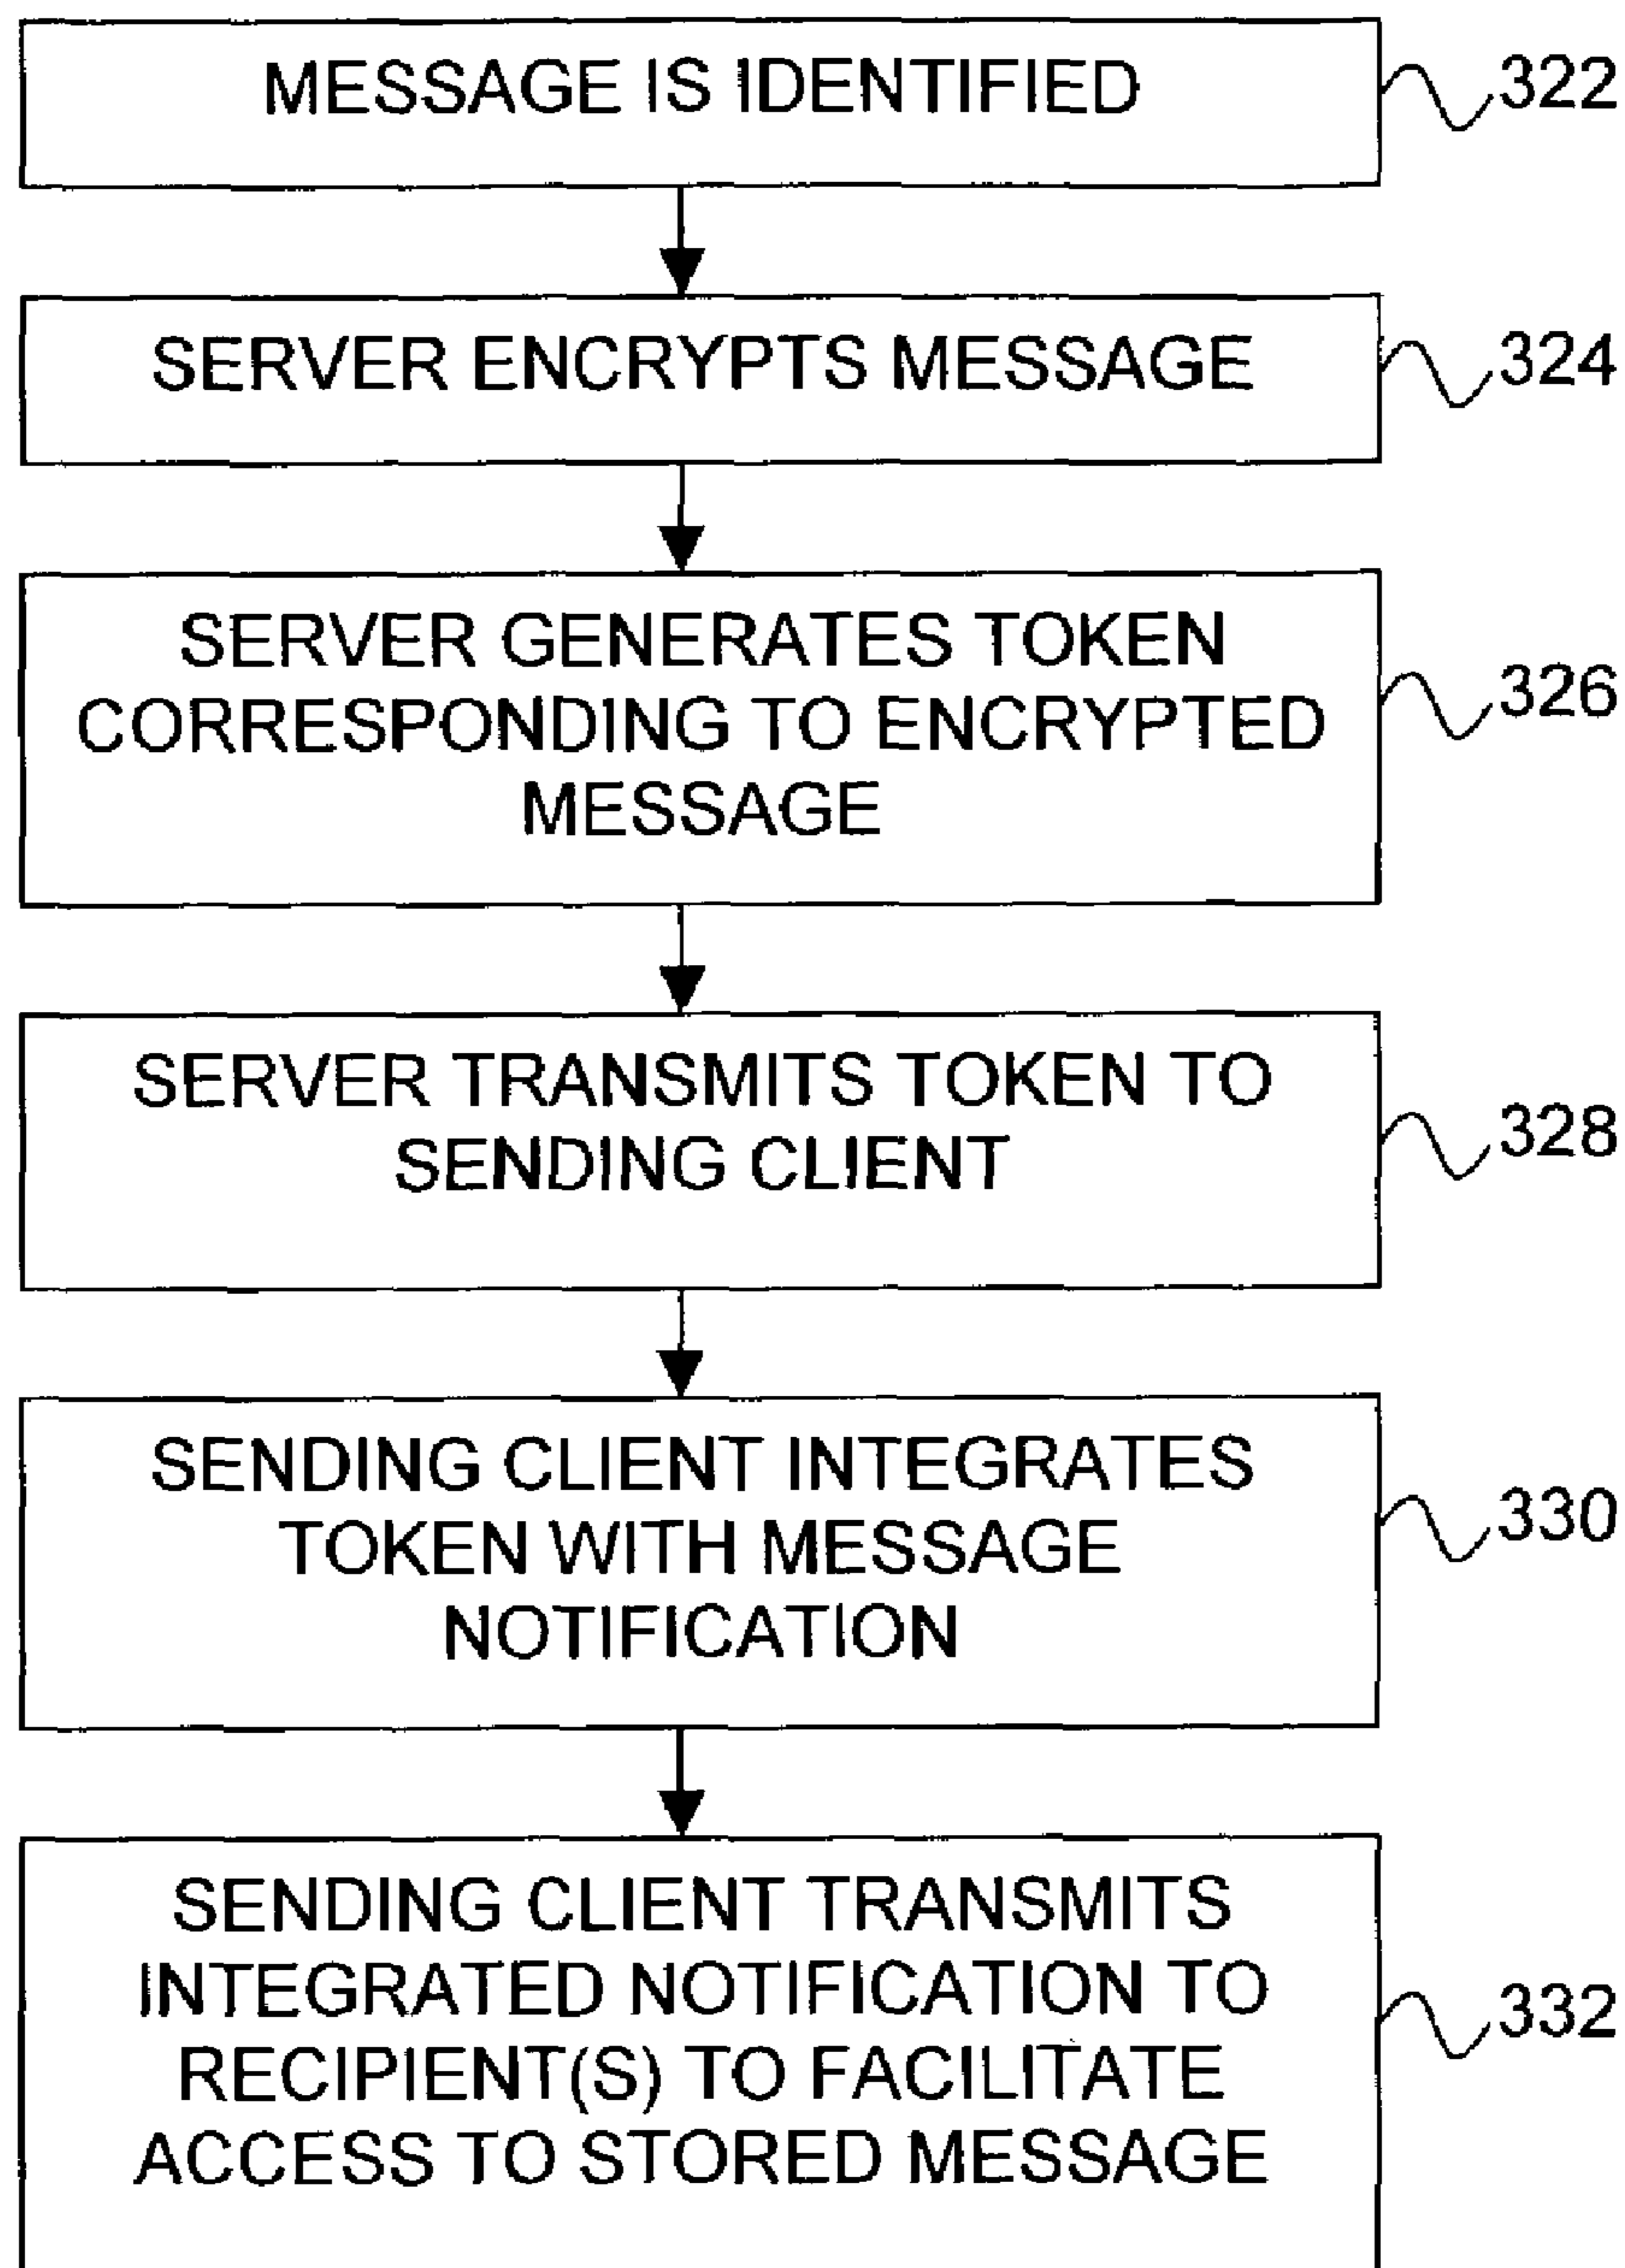 MESSAGE IS IDENTIFIED
322
SERVER ENCRYPTS MESSAGE
324
SERVER GENERATES TOKEN
CORRESPONDING TO ENCRYPTED
MESSAGE
326
SERVER TRANSMITS TOKEN TO
SENDING CLIENT
328
SENDING CLIENT INTEGRATES
TOKEN WITH MESSAGE
NOTIFICATION
330
SENDING CLIENT TRANSMITS
INTEGRATED NOTIFICATION TO
RECIPIENT(S) TO FACILITATE
ACCESS TO STORED MESSAGE
332